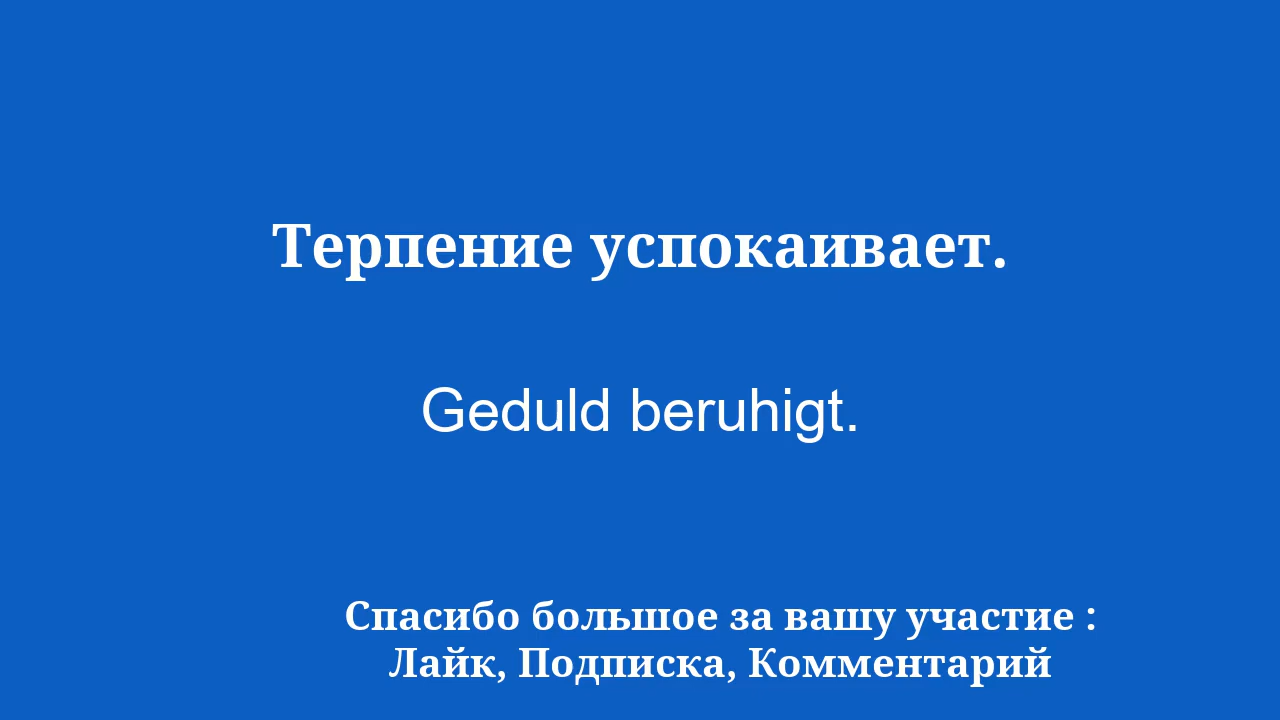 Терпение успокаивает.
Geduld beruhigt.
Спасибо большое за вашу участие :
Лайк, Подписка, Комментарий